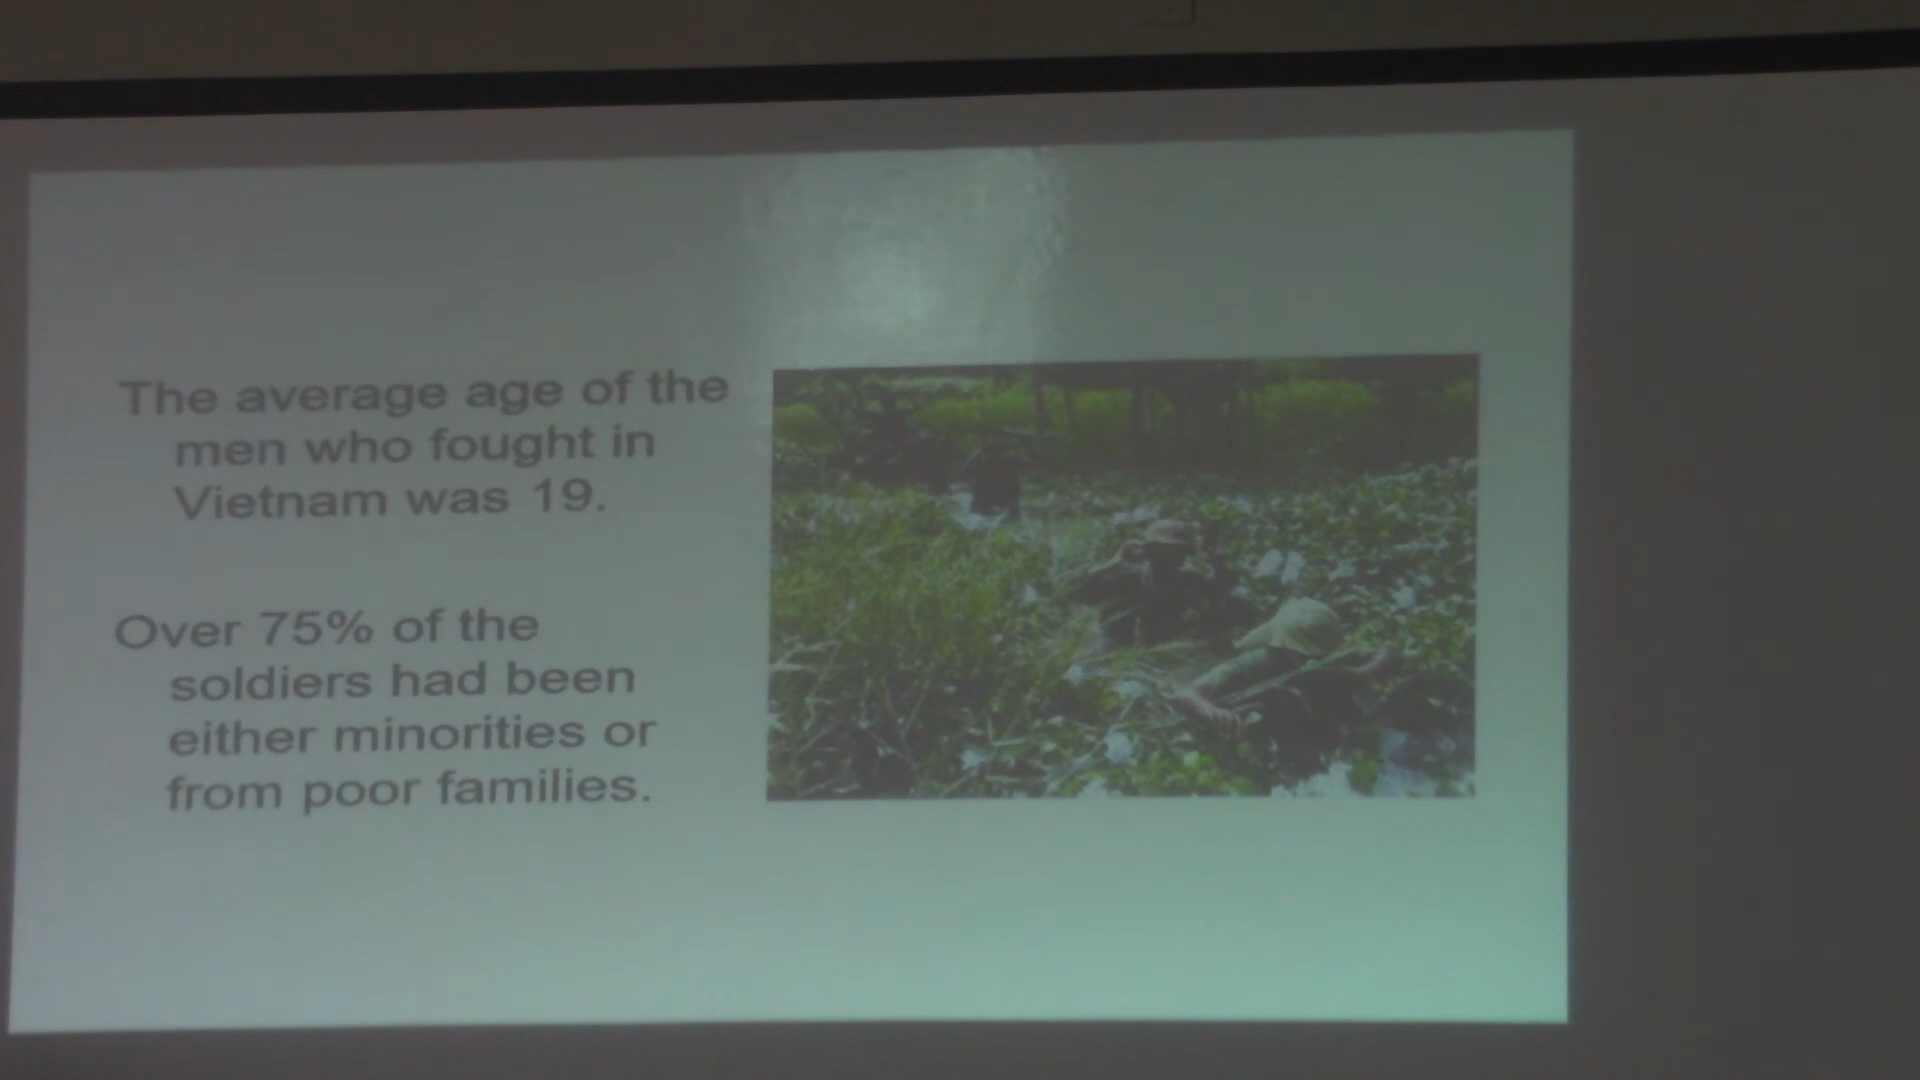 The average age of the
men who fought in
Vietnam was 19.
Over 75% of the
soldiers had been
either minorities or
from poor families.